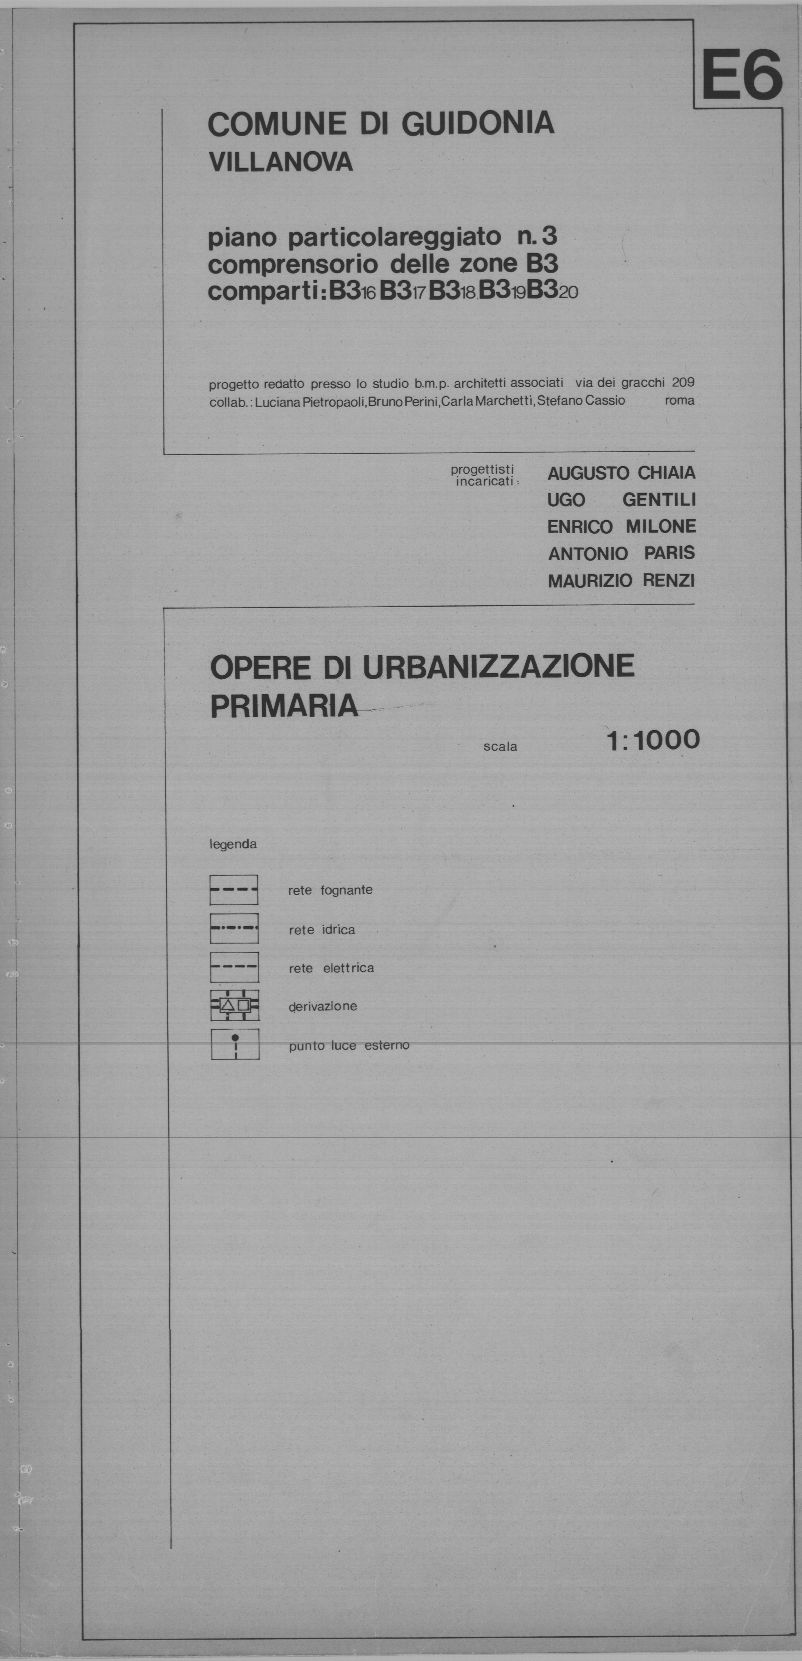 E6
COMUNE DI GUIDONIA
VILLANOVA
piano particolareggiato n. 3
comprensorio delle zone B3
comparti: B316 B317 B318 B319 B320
progetto redatto presso lo studio b.m.p. architetti associati via dei gracchi 209
collab.: Luciana Pietropaoli, Bruno Perini, Carla Marchetti, Stefano Cassio roma
progettisti
incaricati:
AUGUSTO CHIAIA
UGO GENTILI
ENRICO MILONE
ANTONIO PARIS
MAURIZIO RENZI
OPERE DI URBANIZZAZIONE
PRIMARIA
scala 1:1000
legenda
rete fognante
rete idrica
rete elettrica
derivazione
punto luce esterno